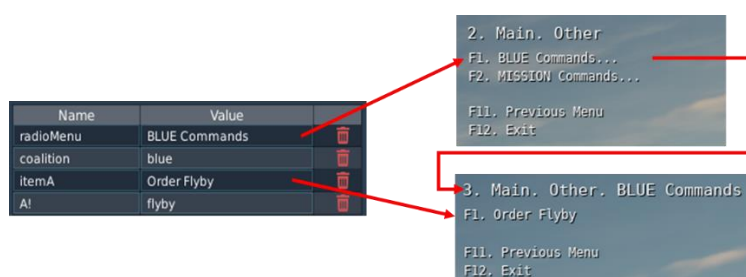 Name Value
radioMenu BLUE Commands
coalition blue
itemA Order Flyby
A! flyby
2. Main. Other
F1. BLUE Commands...
F2. MISSION Commands...
F11. Previous Menu
F12. Exit
3. Main. Other. BLUE Commands
F1. Order Flyby
F11. Previous Menu
F12. Exit